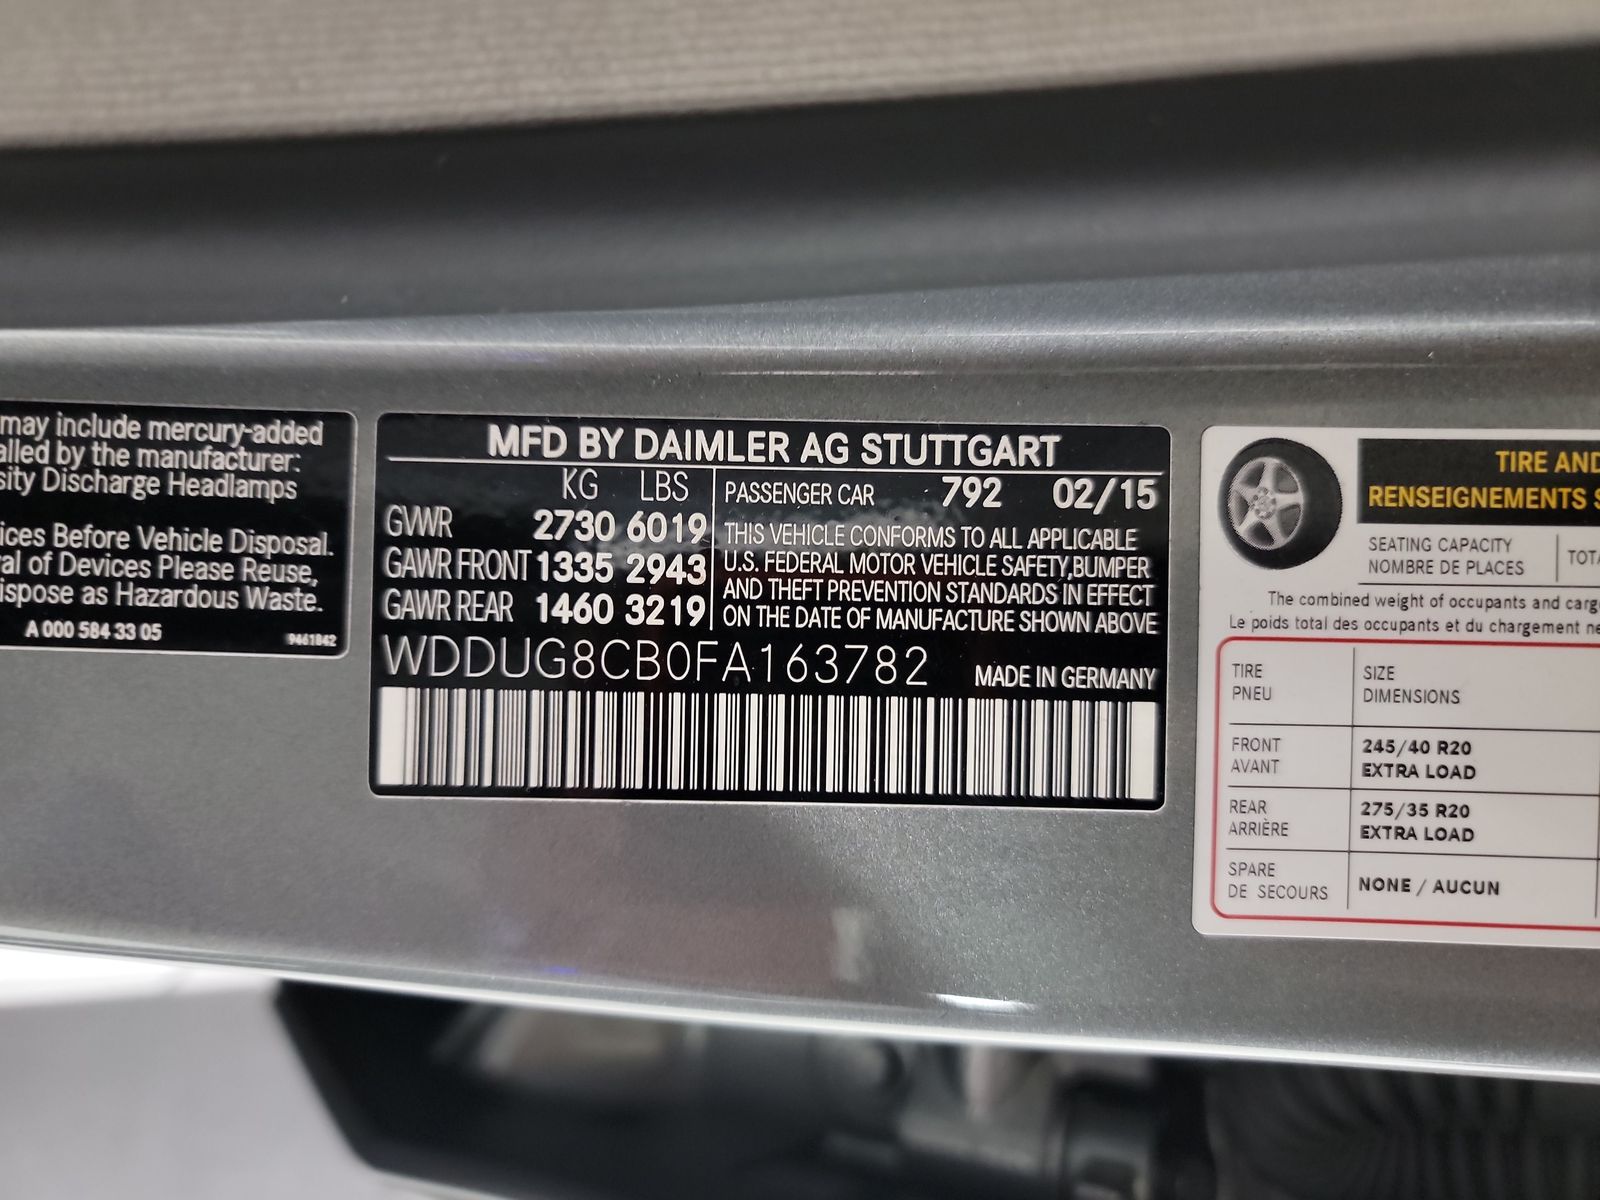 may include mercury-added
alled by the manufacturer:
sity Discharge Headlamps
ices Before Vehicle Disposal.
al of Devices Please Reuse,
ispose as Hazardous Waste.
A 000 584 33 05
9461842
MFD BY DAIMLER AG STUTTGART
KG LBS
GVWR 2730 6019
GAWR FRONT 1335 2943
GAWR REAR 1460 3219
PASSENGER CAR 792 02/15
THIS VEHICLE CONFORMS TO ALL APPLICABLE
U.S. FEDERAL MOTOR VEHICLE SAFETY,BUMPER
AND THEFT PREVENTION STANDARDS IN EFFECT
ON THE DATE OF MANUFACTURE SHOWN ABOVE
WDDUG8CB0FA163782 MADE IN GERMANY
TIRE AND
RENSEIGNEMENTS S
SEATING CAPACITY
NOMBRE DE PLACES
TOTA
The combined weight of occupants and carg
Le poids total des occupants et du chargement ne
TIRE
PNEU
SIZE
DIMENSIONS
FRONT
AVANT
245/40 R20
EXTRA LOAD
REAR
ARRIÈRE
275/35 R20
EXTRA LOAD
SPARE
DE SECOURS
NONE / AUCUN